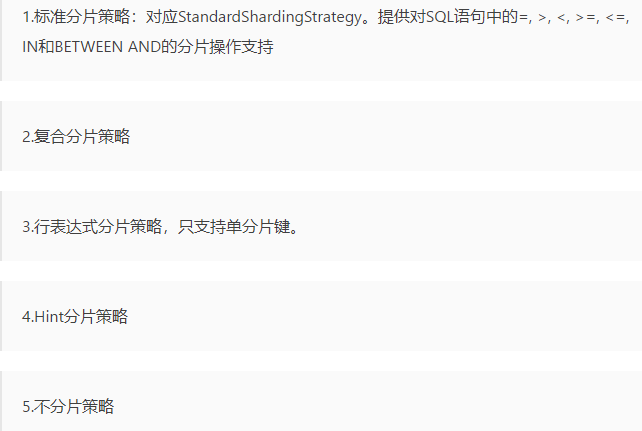 1.标准分片策略：对应StandardShardingStrategy。提供对SQL语句中的=, >, <, >=, <=,
IN和BETWEEN AND的分片操作支持
2.复合分片策略
3.行表达式分片策略，只支持单分片键。
4.Hint分片策略
5.不分片策略